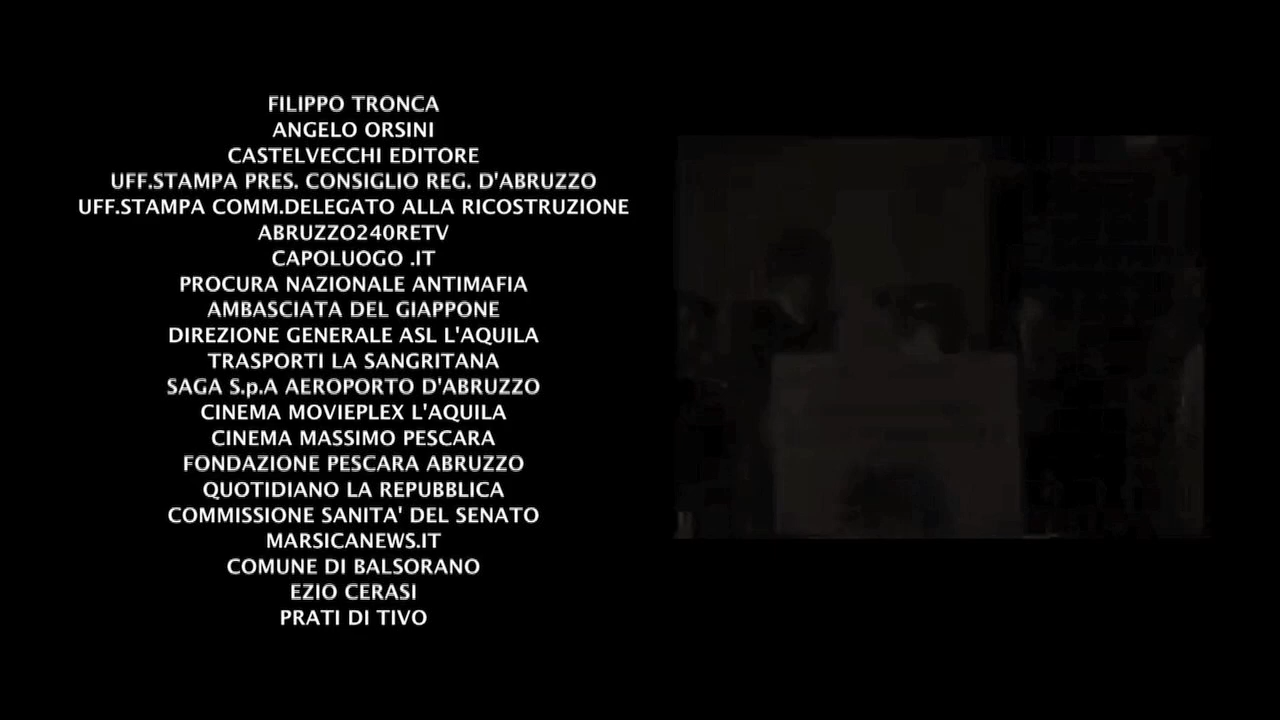 FILIPPO TRONCA
ANGELO ORSINI
CASTELVECCHI EDITORE
UFF.STAMPA PRES. CONSIGLIO REG. D'ABRUZZO
UFF.STAMPA COMM.DELEGATO ALLA RICOSTRUZIONE
ABRUZZO240RETV
CAPOLUOGO .IT
PROCURA NAZIONALE ANTIMAFIA
AMBASCIATA DEL GIAPPONE
DIREZIONE GENERALE ASL L'AQUILA
TRASPORTI LA SANGRITANA
SAGA S.p.A AEROPORTO D'ABRUZZO
CINEMA MOVIEPLEX L'AQUILA
CINEMA MASSIMO PESCARA
FONDAZIONE PESCARA ABRUZZO
QUOTIDIANO LA REPUBBLICA
COMMISSIONE SANITA' DEL SENATO
MARSICANEWS.IT
COMUNE DI BALSORANO
EZIO CERASI
PRATI DI TIVO